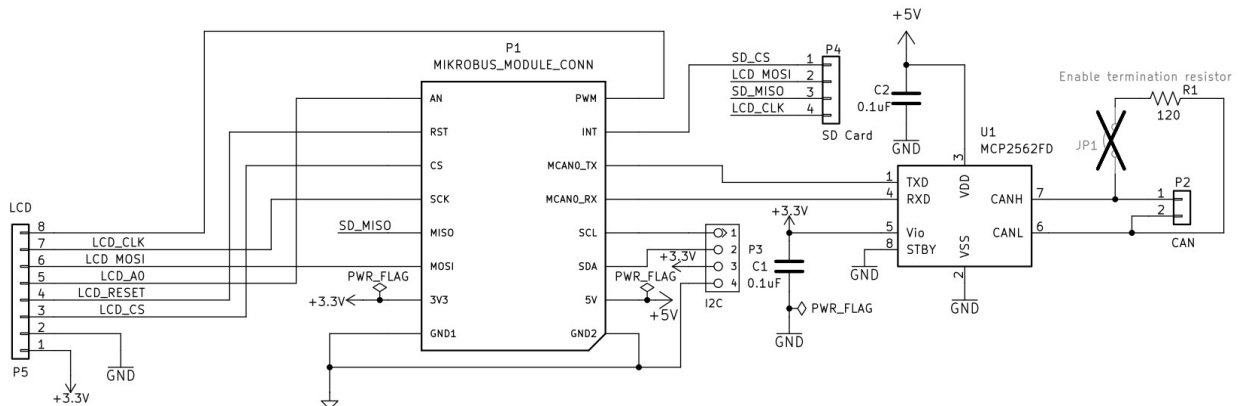 P1
MIKROBUS_MODULE_CONN
AN
RST
CS
SCK
MISO
MOSI
3V3
GND1
PWM
INT
MCAN0_TX
MCAN0_RX
SCL
SDA
5V
GND2
SD_MISO
PWR_FLAG
+3.3V
PWR_FLAG
+5V
LCD
8
7
6
5
4
3
2
1
P5
LCD_CLK
LCD_MOSI
LCD_A0
LCD_RESET
LCD_CS
GND
+3.3V
SD_CS
LCD_MOSI
SD_MISO
LCD_CLK
P4
1
2
3
4
SD Card
1
2
3
4
P3
I2C
+3.3V
+5V
C2
0.1uF
GND
+3.3V
C1
0.1uF
PWR_FLAG
GND
U1
MCP2562FD
1 TXD
4 RXD
5 Vio
8 STBY
GND
3
VDD
VSS
2
GND
CANH 7
CANL 6
Enable termination resistor
R1
120
JP1
P2
1
2
CAN